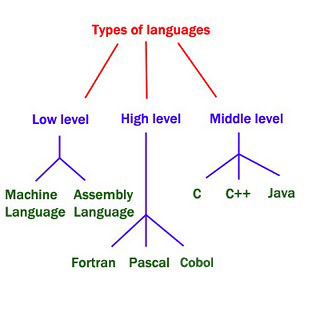 Types of languages
Low level
High level
Middle level
Machine
Language
Assembly
Language
C
C++
Java
Fortran
Pascal
Cobol